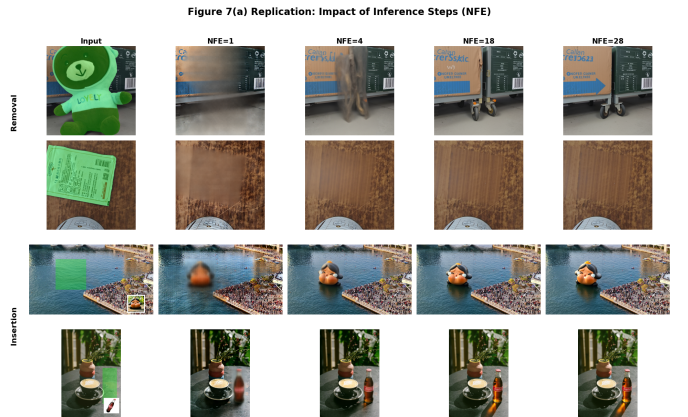 Figure 7(a) Replication: Impact of Inference Steps (NFE)
Input
NFE=1
NFE=4
NFE=18
NFE=28
Removal
Insertion